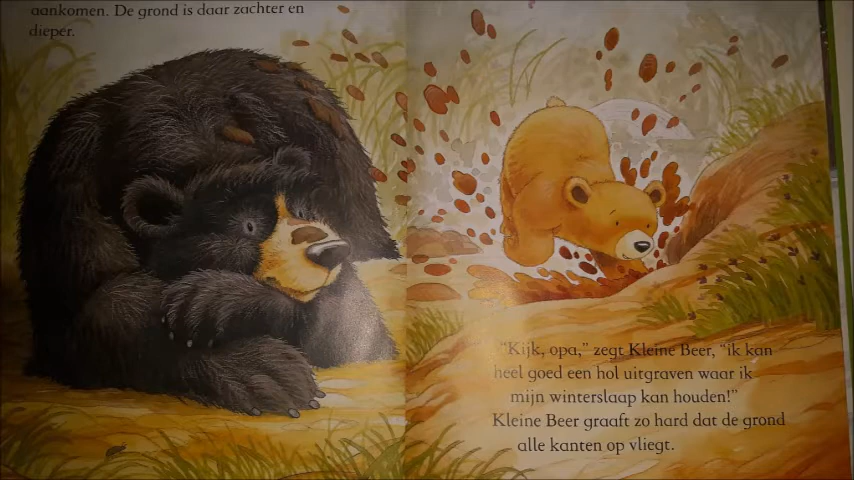 aankomen. De grond is daar zachter en
dieper.
"Kijk, opa," zegt Kleine Beer, "ik kan
heel goed een hol uitgraven waar ik
mijn winterslaap kan houden!"
Kleine Beer graaft zo hard dat de grond
alle kanten op vliegt.